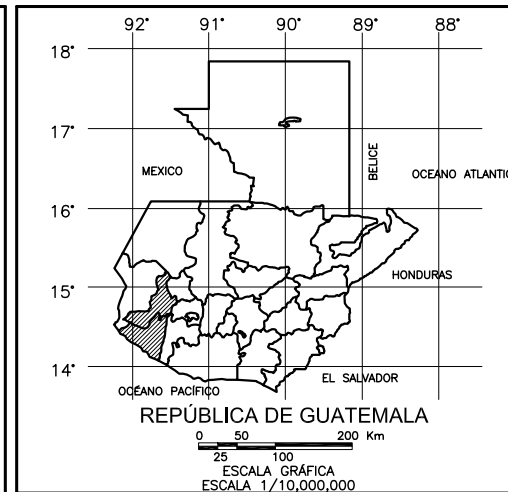 92° 91° 90° 89° 88°
18°
17°
MEXICO
BELICE
OCEANO ATLANTIC
16°
HONDURAS
15°
14°
EL SALVADOR
OCÉANO PACÍFICO
REPÚBLICA DE GUATEMALA
0 50 200 Km
25 100
ESCALA GRÁFICA
ESCALA 1/10,000,000